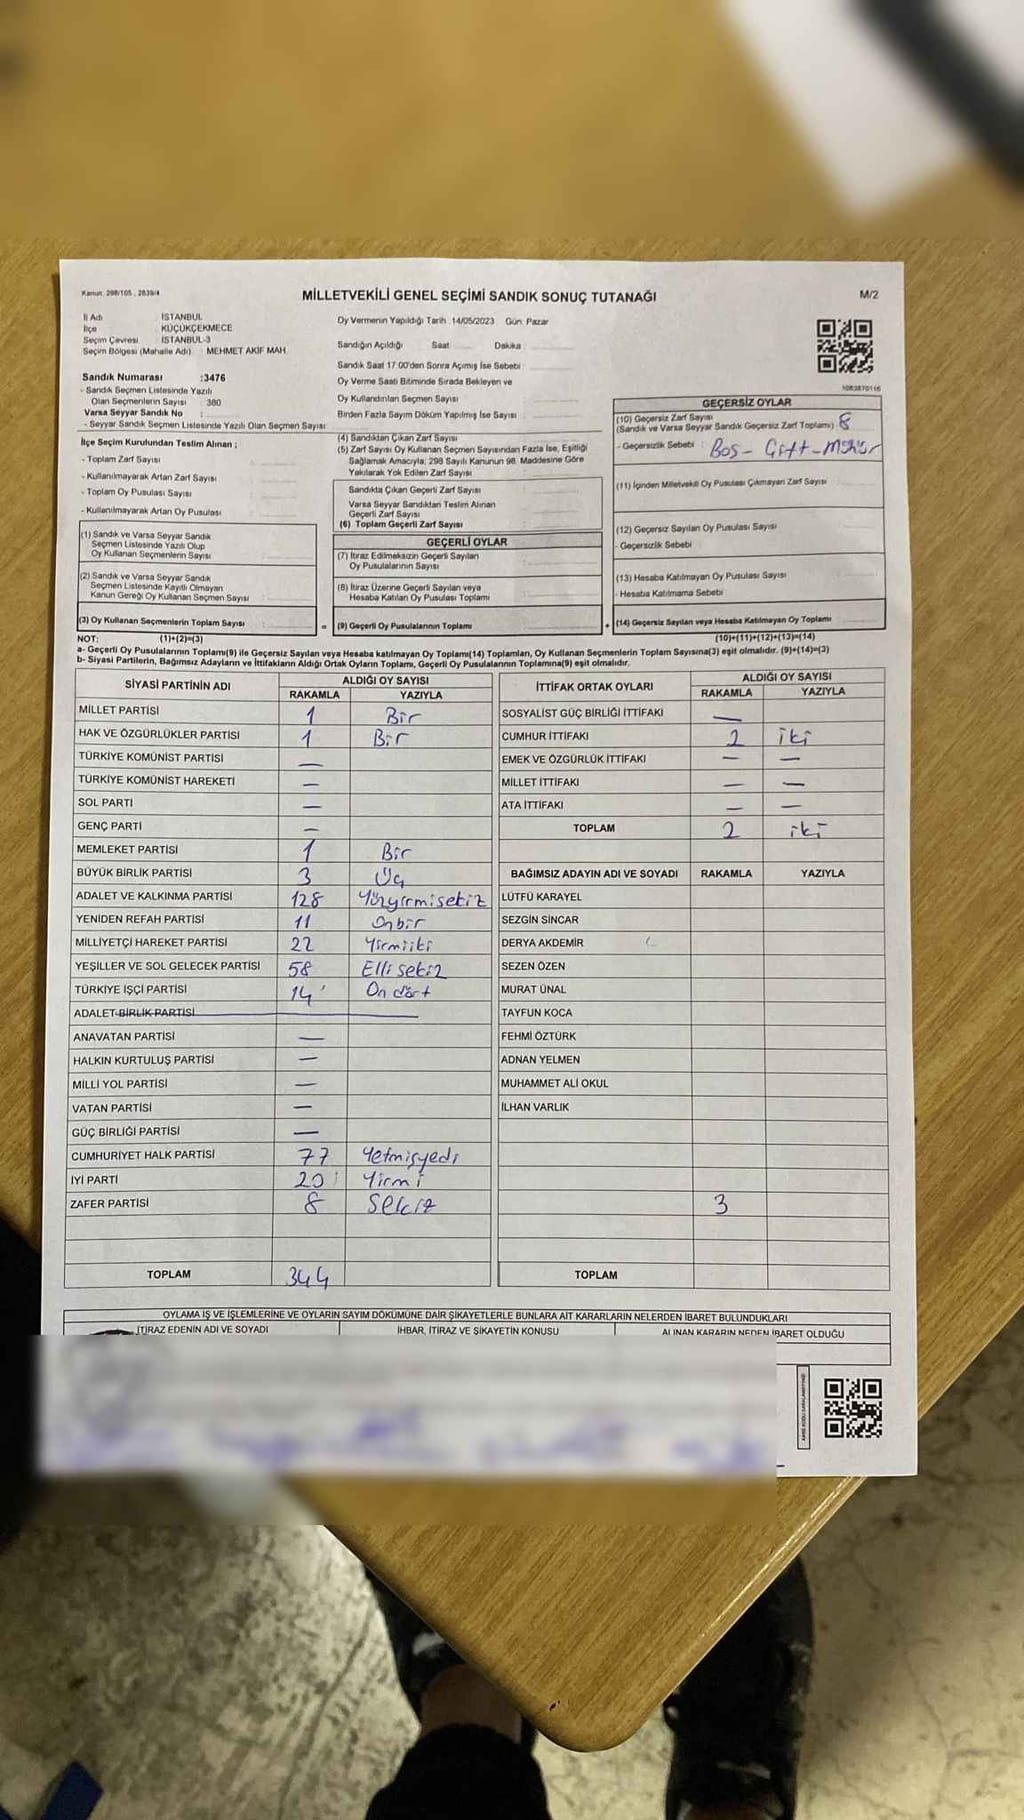 Kanun: 298/105, 2839/4
MİLLETVEKİLİ GENEL SEÇİMİ SANDIK SONUÇ TUTANAĞI
M/2
İl Adı : İSTANBUL
İlçe : KÜÇÜKÇEKMECE
Seçim Çevresi : İSTANBUL-3
Seçim Bölgesi (Mahalle Adı) : MEHMET AKİF MAH.
Sandık Numarası :3476
- Sandık Seçmen Listesinde Yazılı
Olan Seçmenlerin Sayısı : 380
Varsa Seyyar Sandık No :
- Seyyar Sandık Seçmen Listesinde Yazılı Olan Seçmen Sayısı:
Oy Vermenin Yapıldığı Tarih : 14/05/2023 Gün: Pazar
Sandığın Açıldığı Saat Dakika
Sandık Saat 17:00'den Sonra Açımış İse Sebebi :
Oy Verme Saati Bitiminde Sırada Bekleyen ve
Oy Kullandırılan Seçmen Sayısı
Birden Fazla Sayım Döküm Yapılmış İse Sayısı :
1083870116
İlçe Seçim Kurulundan Teslim Alınan ;
- Toplam Zarf Sayısı
- Kullanılmayarak Artan Zarf Sayısı
- Toplam Oy Pusulası Sayısı
- Kullanılmayarak Artan Oy Pusulası
(4) Sandıktan Çıkan Zarf Sayısı
(5) Zarf Sayısı Oy Kullanan Seçmen Sayısından Fazla İse, Eşitliği
Sağlamak Amacıyla; 298 Sayılı Kanunun 98. Maddesine Göre
Yakılarak Yok Edilen Zarf Sayısı
Sandıkta Çıkan Geçerli Zarf Sayısı
Varsa Seyyar Sandıktan Teslim Alınan
Geçerli Zarf Sayısı
(6) Toplam Geçerli Zarf Sayısı
GEÇERSİZ OYLAR
(10) Geçersiz Zarf Sayısı
(Sandık ve Varsa Seyyar Sandık Geçersiz Zarf Toplamı) : 8
- Geçersizlik Sebebi : Boş - Çift - Mühür
(11) İçinden Milletvekili Oy Pusulası Çıkmayan Zarf Sayısı
(12) Geçersiz Sayılan Oy Pusulası Sayısı
- Geçersizlik Sebebi
(13) Hesaba Katılmayan Oy Pusulası Sayısı
- Hesaba Katılmama Sebebi
(1) Sandık ve Varsa Seyyar Sandık
Seçmen Listesinde Yazılı Olup
Oy Kullanan Seçmenlerin Sayısı
(2) Sandık ve Varsa Seyyar Sandık
Seçmen Listesinde Kayıtlı Olmayan
Kanun Gereği Oy Kullanan Seçmen Sayısı
GEÇERLİ OYLAR
(7) İtiraz Edilmeksizin Geçerli Sayılan
Oy Pusulalarının Sayısı
(8) İtiraz Üzerine Geçerli Sayılan veya
Hesaba Katılan Oy Pusulası Toplamı
(3) Oy Kullanan Seçmenlerin Toplam Sayısı = (9) Geçerli Oy Pusulalarının Toplamı + (14) Geçersiz Sayılan veya Hesaba Katılmayan Oy Toplamı
NOT: (1)+(2)=(3) (10)+(11)+(12)+(13)=(14)
a- Geçerli Oy Pusulalarının Toplamı(9) ile Geçersiz Sayılan veya Hesaba katılmayan Oy Toplamı(14) Toplamları, Oy Kullanan Seçmenlerin Toplam Sayısına(3) eşit olmalıdır. (9)+(14)=(3)
b- Siyasi Partilerin, Bağımsız Adayların ve İttifakların Aldığı Ortak Oyların Toplamı, Geçerli Oy Pusulalarının Toplamına(9) eşit olmalıdır.
SİYASİ PARTİNİN ADI ALDIĞI OY SAYISI
RAKAMLA YAZIYLA
MİLLET PARTİSİ 1 Bir
HAK VE ÖZGÜRLÜKLER PARTİSİ 1 Bir
TÜRKİYE KOMÜNİST PARTİSİ —
TÜRKİYE KOMÜNİST HAREKETİ —
SOL PARTİ —
GENÇ PARTİ —
MEMLEKET PARTİSİ 1 Bir
BÜYÜK BİRLİK PARTİSİ 3 Üç
ADALET VE KALKINMA PARTİSİ 128 Yüzyirmisekiz
YENİDEN REFAH PARTİSİ 11 Onbir
MİLLİYETÇİ HAREKET PARTİSİ 22 Yirmiiki
YEŞİLLER VE SOL GELECEK PARTİSİ 58 Ellisekiz
TÜRKİYE İŞÇİ PARTİSİ 14 On dört
ADALET BİRLİK PARTİSİ
ANAVATAN PARTİSİ —
HALKIN KURTULUŞ PARTİSİ —
MİLLİ YOL PARTİSİ —
VATAN PARTİSİ —
GÜÇ BİRLİĞİ PARTİSİ —
CUMHURİYET HALK PARTİSİ 77 Yetmişyedi
İYİ PARTİ 20 Yirmi
ZAFER PARTİSİ 8 Sekiz
TOPLAM 344
İTTİFAK ORTAK OYLARI ALDIĞI OY SAYISI
RAKAMLA YAZIYLA
SOSYALİST GÜÇ BİRLİĞİ İTTİFAKI —
CUMHUR İTTİFAKI 2 iki
EMEK VE ÖZGÜRLÜK İTTİFAKI — —
MİLLET İTTİFAKI — —
ATA İTTİFAKI — —
TOPLAM 2 iki
BAĞIMSIZ ADAYIN ADI VE SOYADI RAKAMLA YAZIYLA
LÜTFÜ KARAYEL
SEZGİN SİNCAR
DERYA AKDEMİR
SEZEN ÖZEN
MURAT ÜNAL
TAYFUN KOCA
FEHMİ ÖZTÜRK
ADNAN YELMEN
MUHAMMET ALİ OKUL
İLHAN VARLIK
3
TOPLAM
OYLAMA İŞ VE İŞLEMLERİNE VE OYLARIN SAYIM DÖKÜMÜNE DAİR ŞİKAYETLERLE BUNLARA AİT KARARLARIN NELERDEN İBARET BULUNDUKLARI
İTİRAZ EDENİN ADI VE SOYADI İHBAR, İTİRAZ VE ŞİKAYETİN KONUSU ALINAN KARARIN NEDEN İBARET OLDUĞU